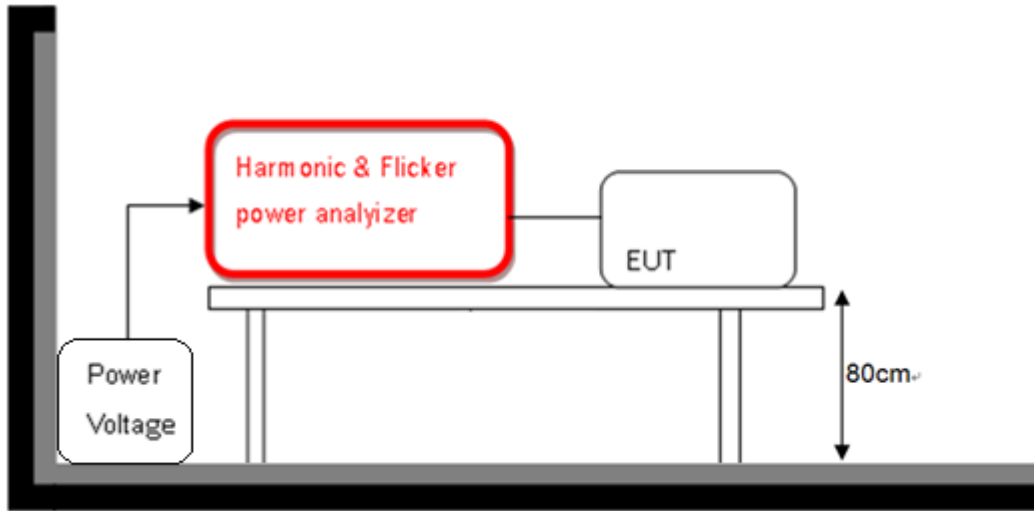 Harmonic & Flicker
power analyizer
EUT
Power
Voltage
80cm